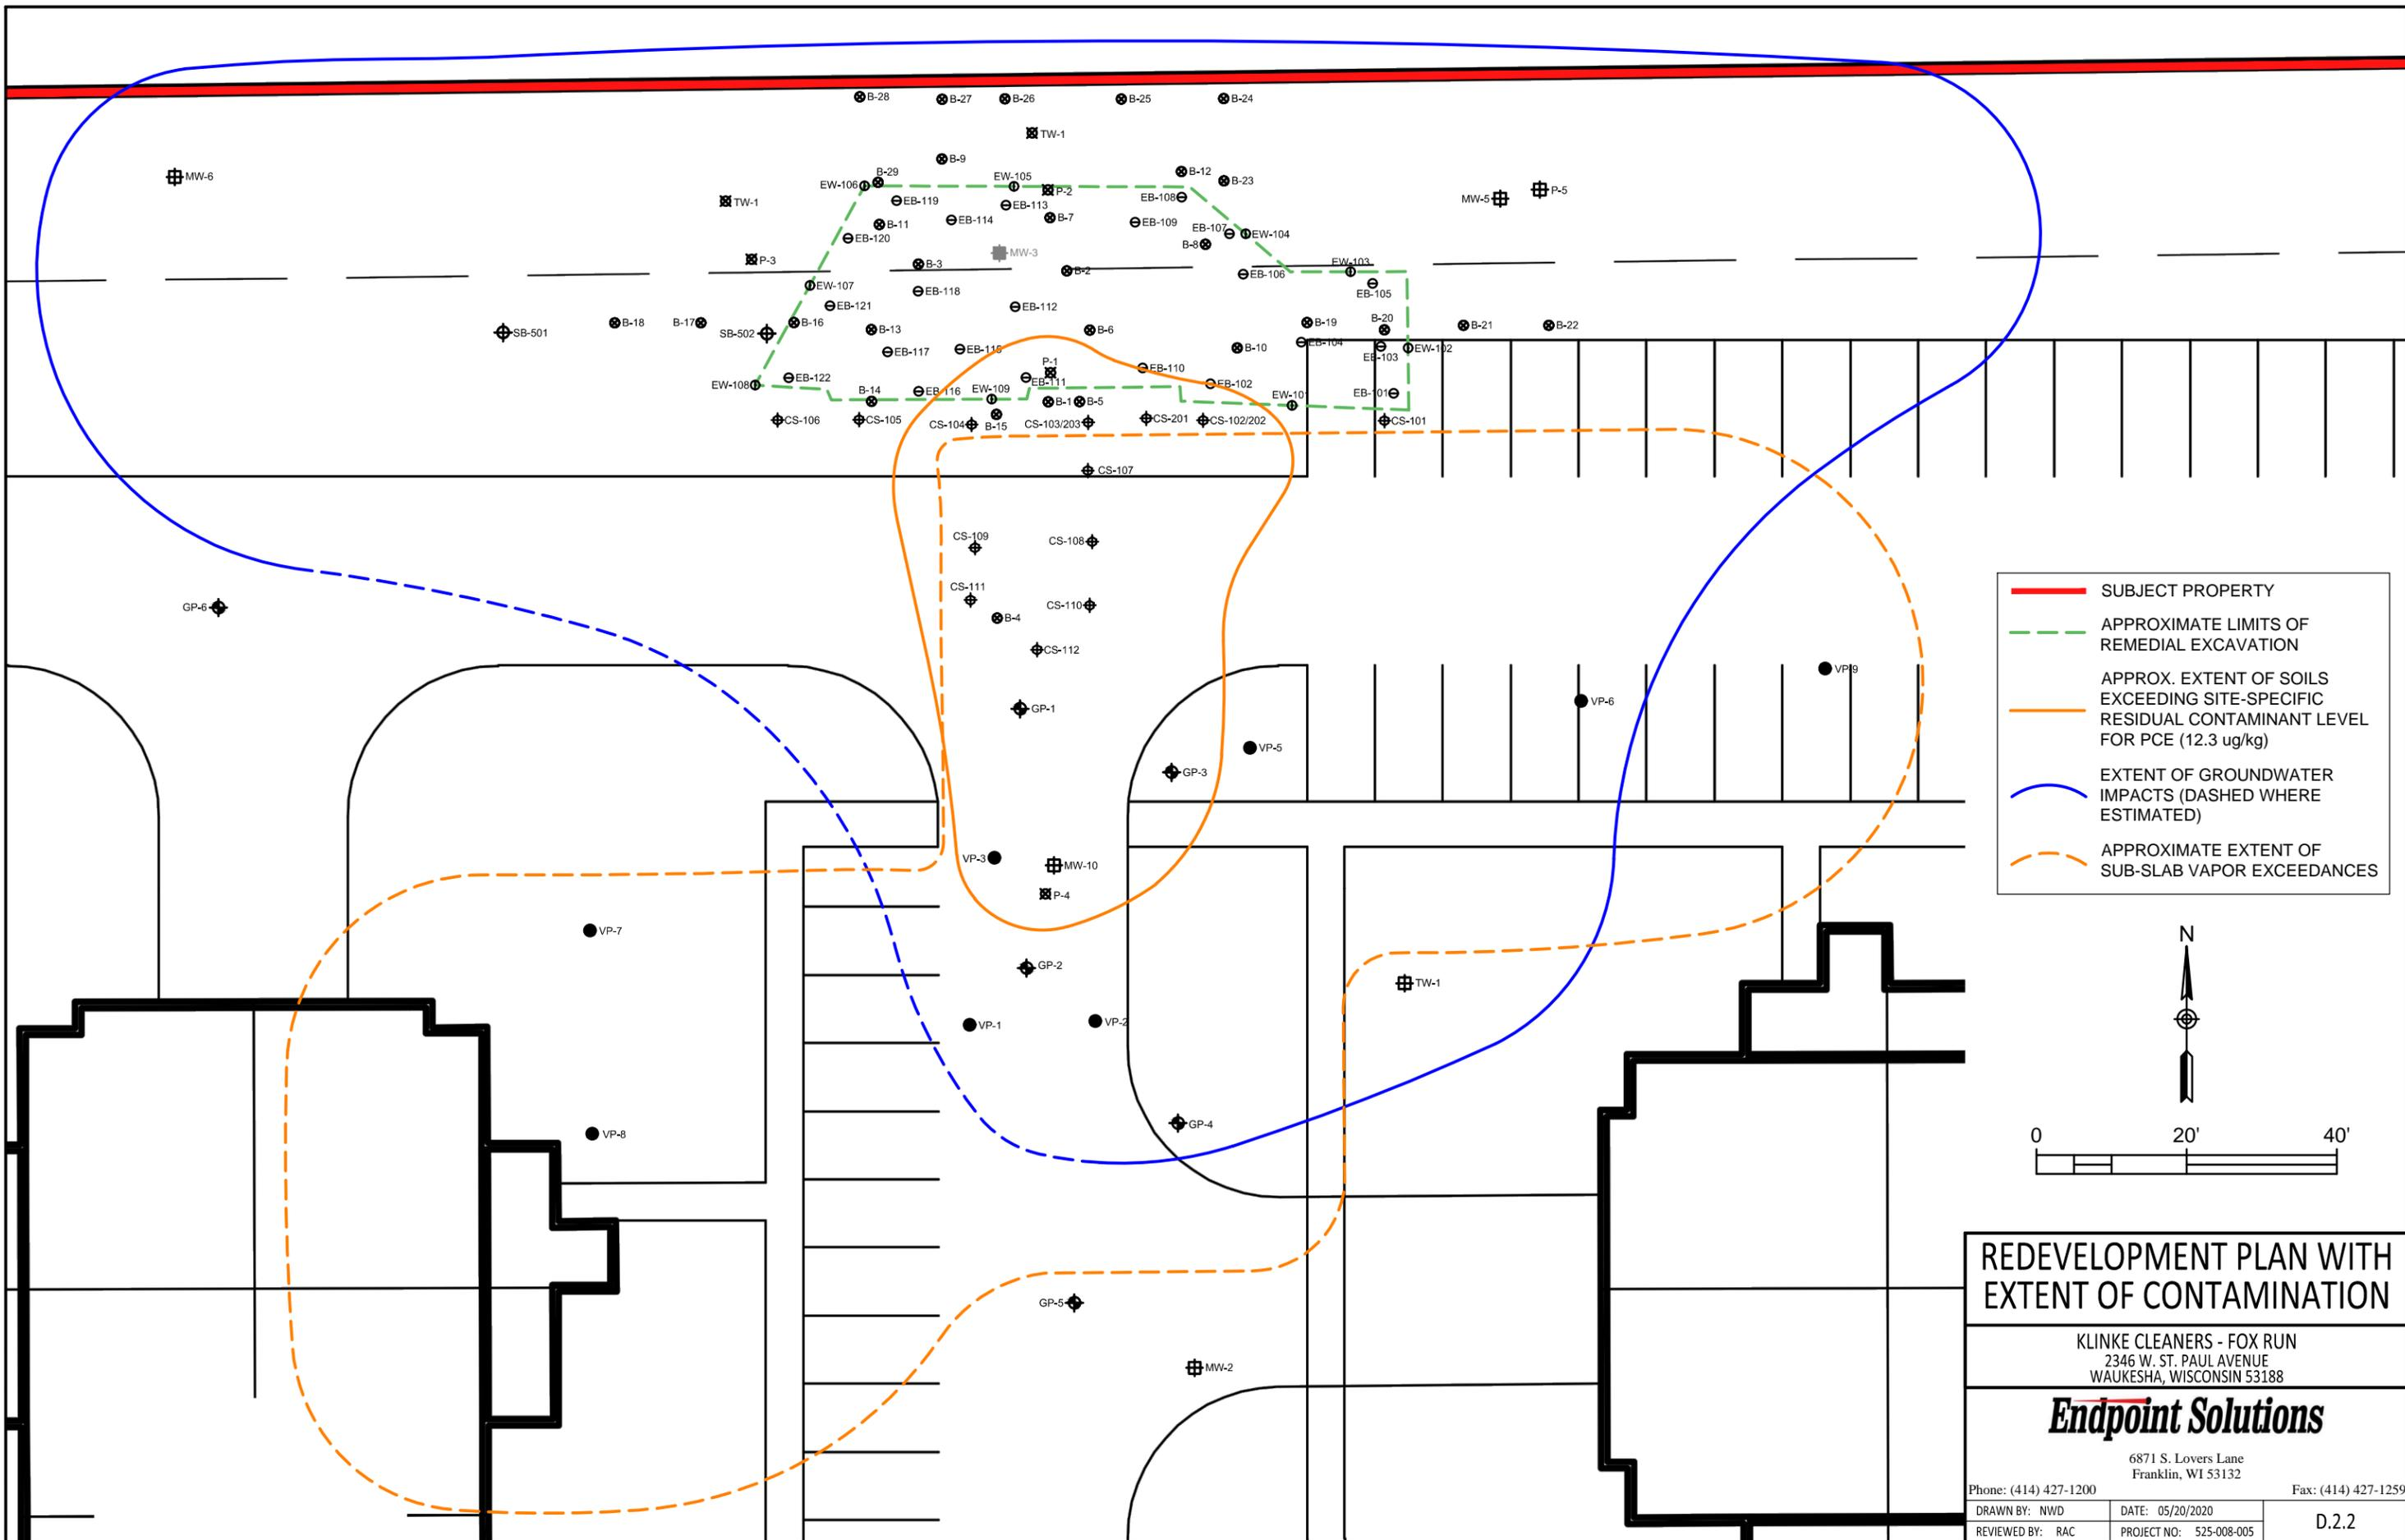 B-28
B-27
B-26
B-25
B-24
TW-1
B-9
B-12
MW-6
B-29
EW-106
EW-105
P-2
B-23
P-5
TW-1
EB-119
EB-113
EB-108
MW-5
B-11
EB-114
B-7
EB-109
EB-107
EW-104
EB-120
B-8
MW-3
P-3
B-3
B-2
EB-106
EW-103
EW-107
EB-118
EB-105
EB-121
EB-112
SB-501
B-18
B-17
SB-502
B-16
B-13
B-6
B-19
B-20
B-21
B-22
EB-117
EB-115
B-10
EB-104
EB-103
EW-102
P-1
EB-110
EW-108
EB-122
EB-111
EB-102
B-14
EB-116
EW-109
B-1
B-5
EW-101
EB-101
CS-106
CS-105
CS-104
B-15
CS-103/203
CS-201
CS-102/202
CS-101
CS-107
CS-109
CS-108
CS-111
CS-110
GP-6
B-4
CS-112
VP-9
VP-6
GP-1
VP-5
GP-3
VP-3
MW-10
P-4
VP-7
GP-2
TW-1
VP-1
VP-2
GP-4
VP-8
GP-5
MW-2
SUBJECT PROPERTY
APPROXIMATE LIMITS OF
REMEDIAL EXCAVATION
APPROX. EXTENT OF SOILS
EXCEEDING SITE-SPECIFIC
RESIDUAL CONTAMINANT LEVEL
FOR PCE (12.3 ug/kg)
EXTENT OF GROUNDWATER
IMPACTS (DASHED WHERE
ESTIMATED)
APPROXIMATE EXTENT OF
SUB-SLAB VAPOR EXCEEDANCES
N
0 20' 40'
REDEVELOPMENT PLAN WITH
EXTENT OF CONTAMINATION
KLINKE CLEANERS - FOX RUN
2346 W. ST. PAUL AVENUE
WAUKESHA, WISCONSIN 53188
Endpoint Solutions
6871 S. Lovers Lane
Franklin, WI 53132
Phone: (414) 427-1200 Fax: (414) 427-1259
DRAWN BY: NWD DATE: 05/20/2020
REVIEWED BY: RAC PROJECT NO: 525-008-005
D.2.2